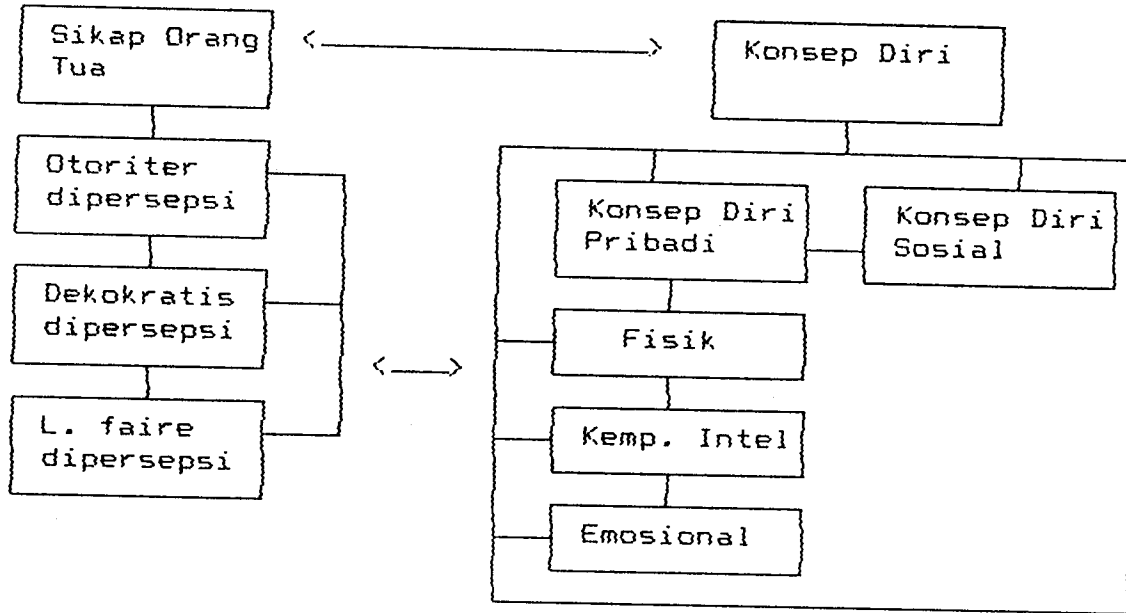 Sikap Orang
Tua
Konsep Diri
Otoriter
dipersepsi
Dekokratis
dipersepsi
L. faire
dipersepsi
Konsep Diri
Pribadi
Konsep Diri
Sosial
Fisik
Kemp. Intel
Emosional